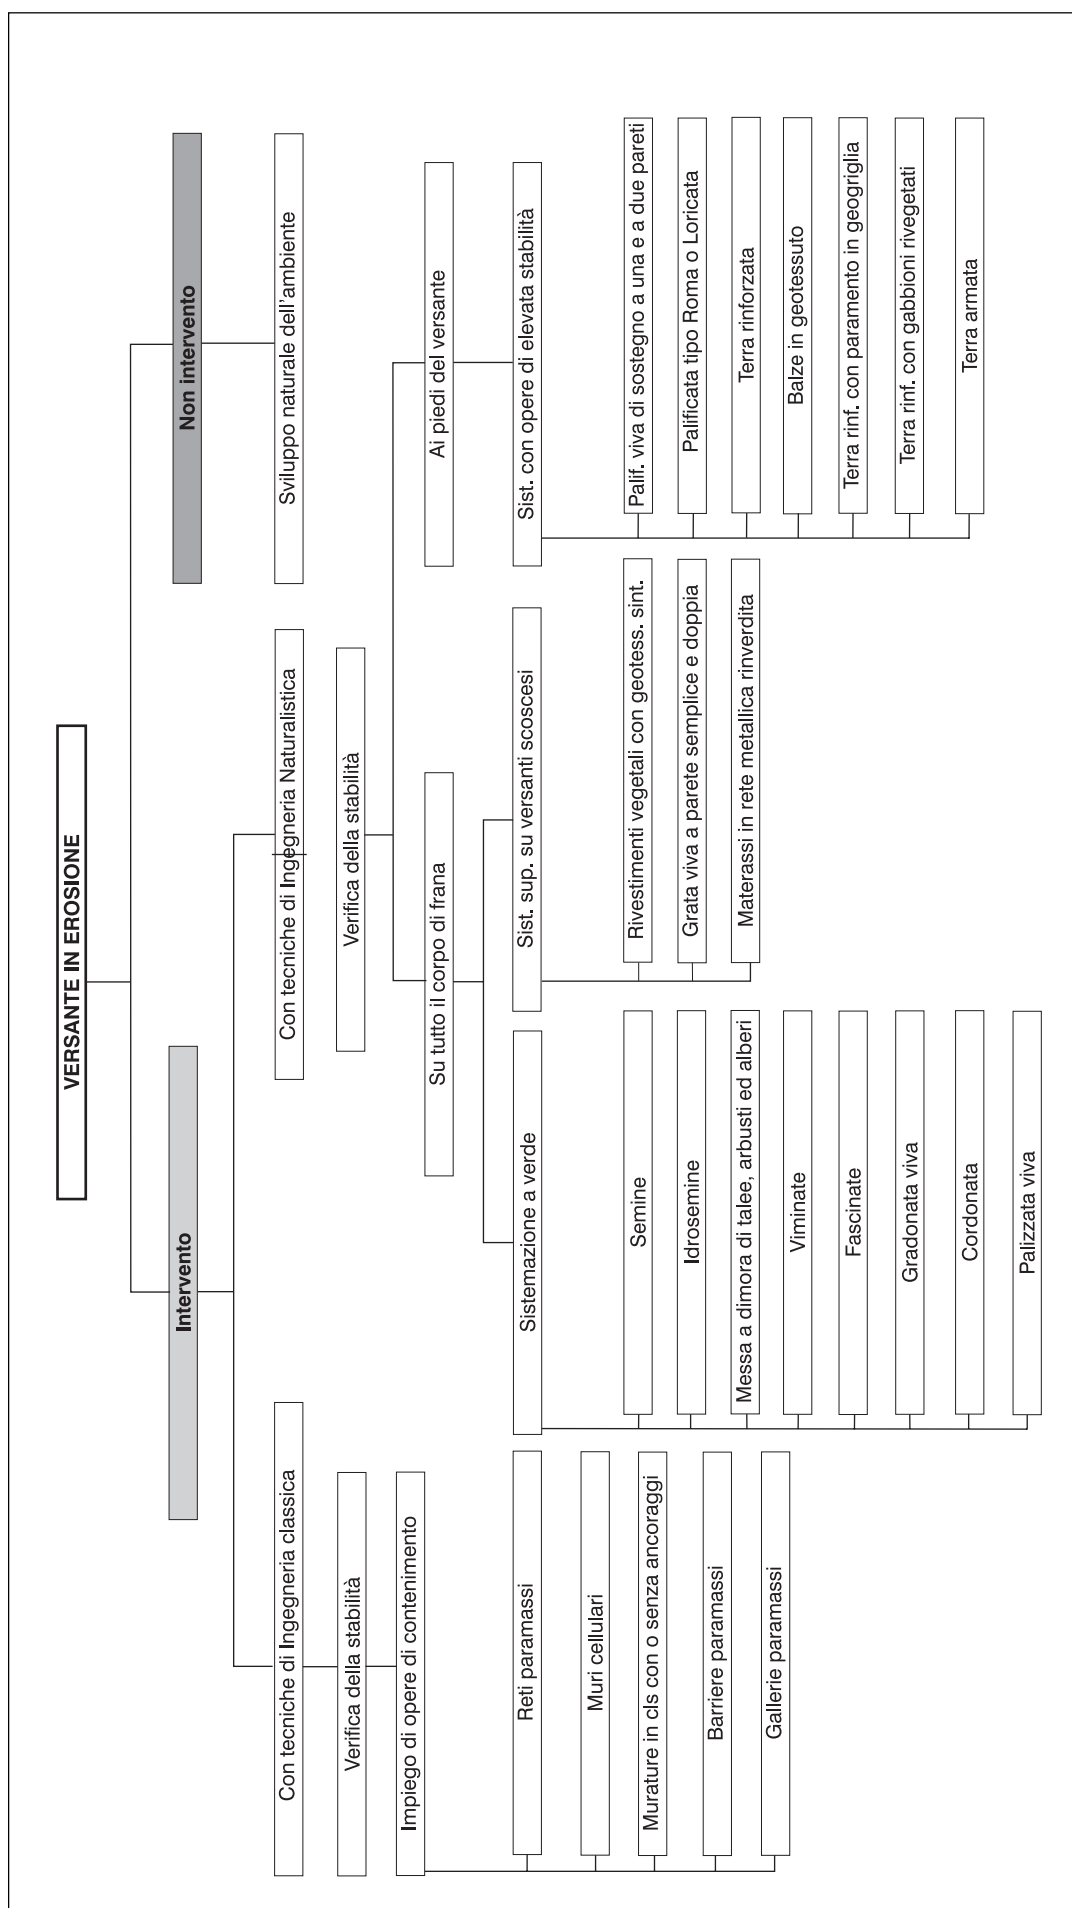 VERSANTE IN EROSIONE
Intervento
Non intervento
Con tecniche di Ingegneria classica
Con tecniche di Ingegneria Naturalistica
Sviluppo naturale dell'ambiente
Verifica della stabilità
Verifica della stabilità
Impiego di opere di contenimento
Su tutto il corpo di frana
Ai piedi del versante
Sistemazione a verde
Sist. sup. su versanti scoscesi
Sist. con opere di elevata stabilità
Reti paramassi
Muri cellulari
Murature in cls con o senza ancoraggi
Barriere paramassi
Gallerie paramassi
Semine
Idrosemine
Messa a dimora di talee, arbusti ed alberi
Viminate
Fascinate
Gradonata viva
Cordonata
Palizzata viva
Rivestimenti vegetali con geotess. sint.
Grata viva a parete semplice e doppia
Materassi in rete metallica rinverdita
Palif. viva di sostegno a una e a due pareti
Palificata tipo Roma o Loricata
Terra rinforzata
Balze in geotessuto
Terra rinf. con paramento in geogriglia
Terra rinf. con gabbioni rivegetati
Terra armata